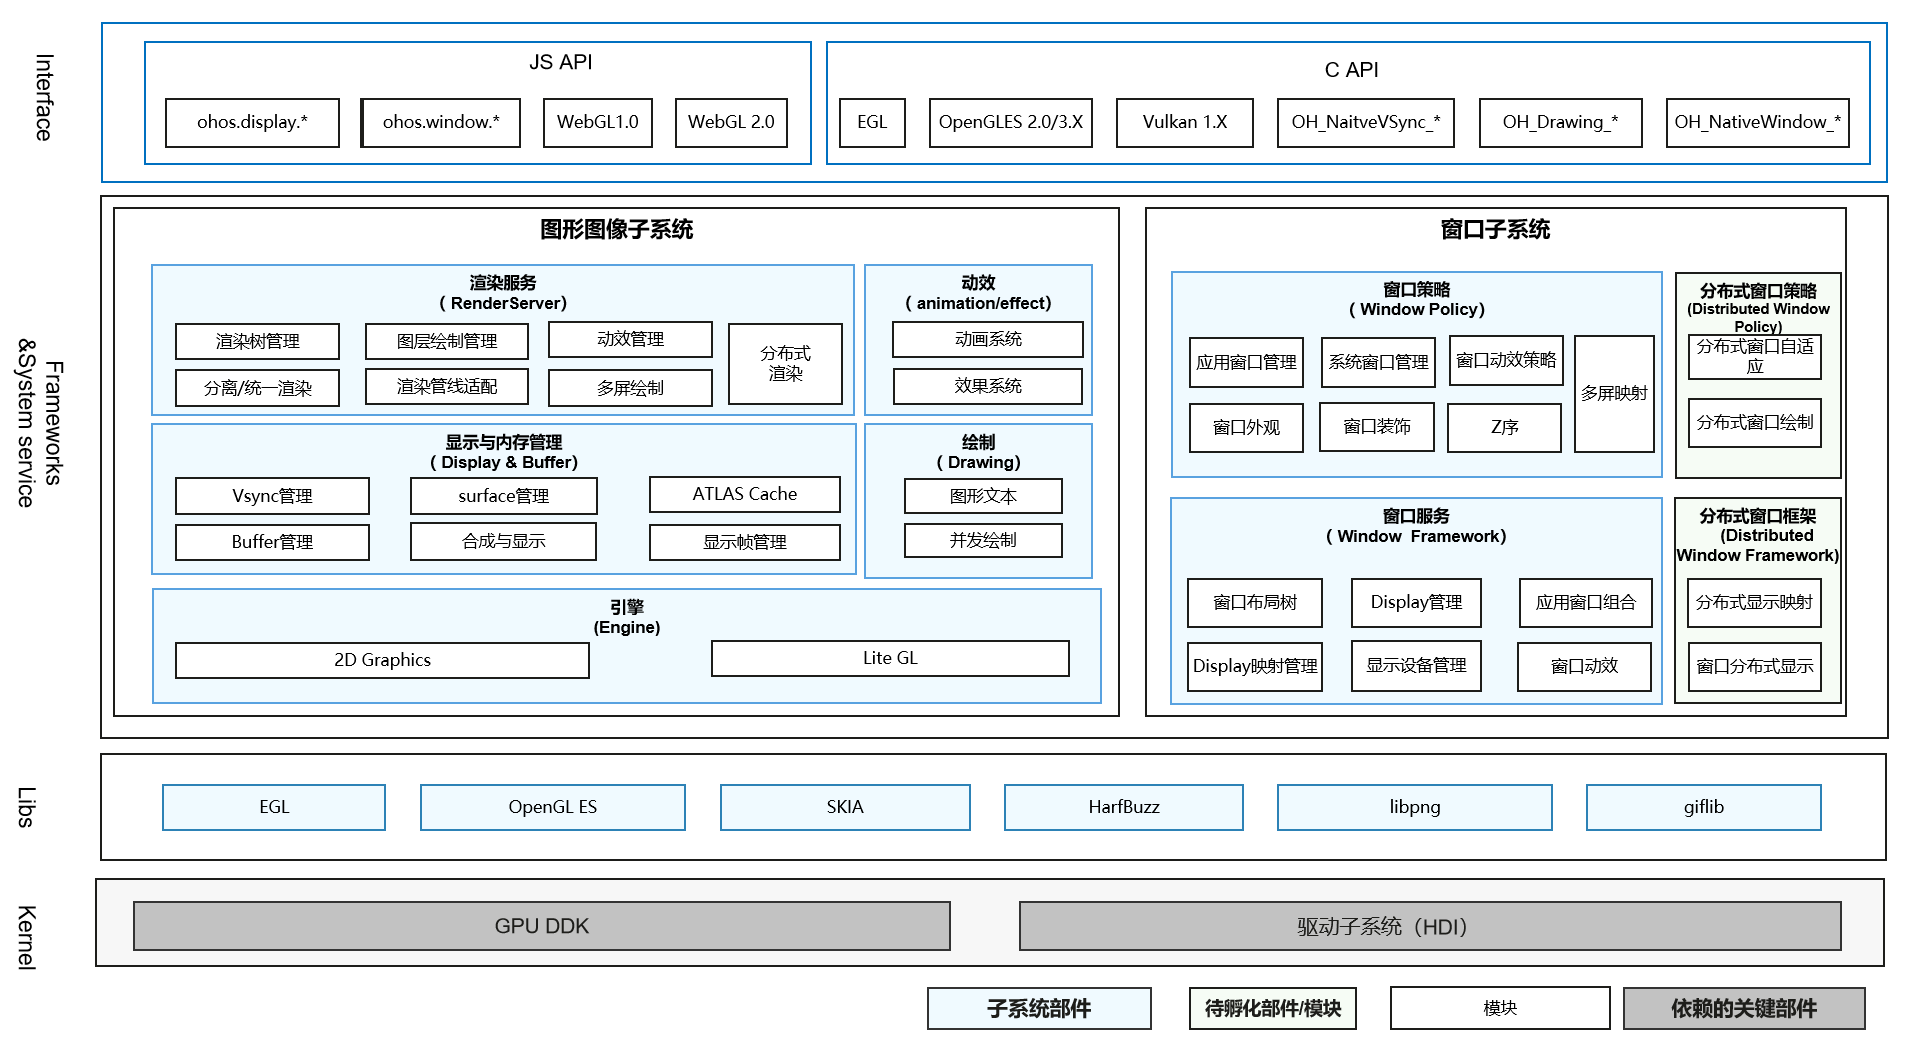 Interface
JS API
ohos.display.*
ohos.window.*
WebGL1.0
WebGL 2.0
C API
EGL
OpenGLES 2.0/3.X
Vulkan 1.X
OH_NaitveVSync_*
OH_Drawing_*
OH_NativeWindow_*
Frameworks
&System service
图形图像子系统
渲染服务
( RenderServer)
渲染树管理
图层绘制管理
动效管理
分布式
渲染
分离/统一渲染
渲染管线适配
多屏绘制
动效
( animation/effect)
动画系统
效果系统
显示与内存管理
( Display & Buffer)
Vsync管理
surface管理
ATLAS Cache
Buffer管理
合成与显示
显示帧管理
绘制
( Drawing)
图形文本
并发绘制
引擎
(Engine)
2D Graphics
Lite GL
窗口子系统
窗口策略
( Window Policy)
应用窗口管理
系统窗口管理
窗口动效策略
多屏映射
窗口外观
窗口装饰
Z序
分布式窗口策略
(Distributed Window
Policy)
分布式窗口自适
应
分布式窗口绘制
窗口服务
( Window Framework)
窗口布局树
Display管理
应用窗口组合
Display映射管理
显示设备管理
窗口动效
分布式窗口框架
(Distributed
Window Framework)
分布式显示映射
窗口分布式显示
Libs
EGL
OpenGL ES
SKIA
HarfBuzz
libpng
giflib
Kernel
GPU DDK
驱动子系统（HDI）
子系统部件
待孵化部件/模块
模块
依赖的关键部件